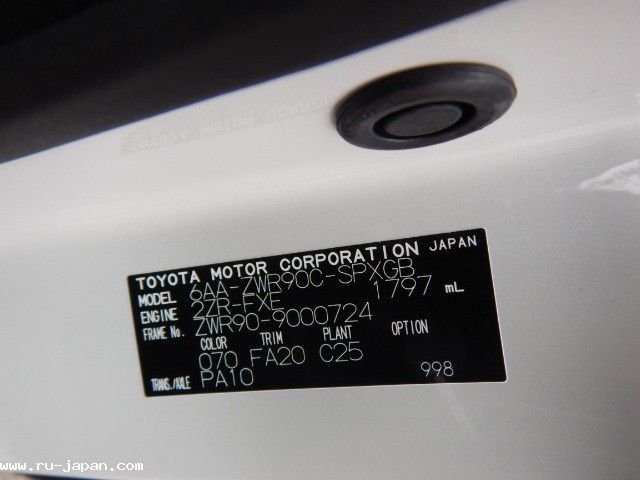 TOYOTA MOTOR CORPORATION JAPAN
MODEL 6AA-ZWR90C-SPXGB
ENGINE 2ZR-FXE 1797 mL
FRAME No. ZWR90-9000724
COLOR TRIM PLANT OPTION
070 FA20 C25
TRANS./AXLE PA10 998
www.ru-japan.com